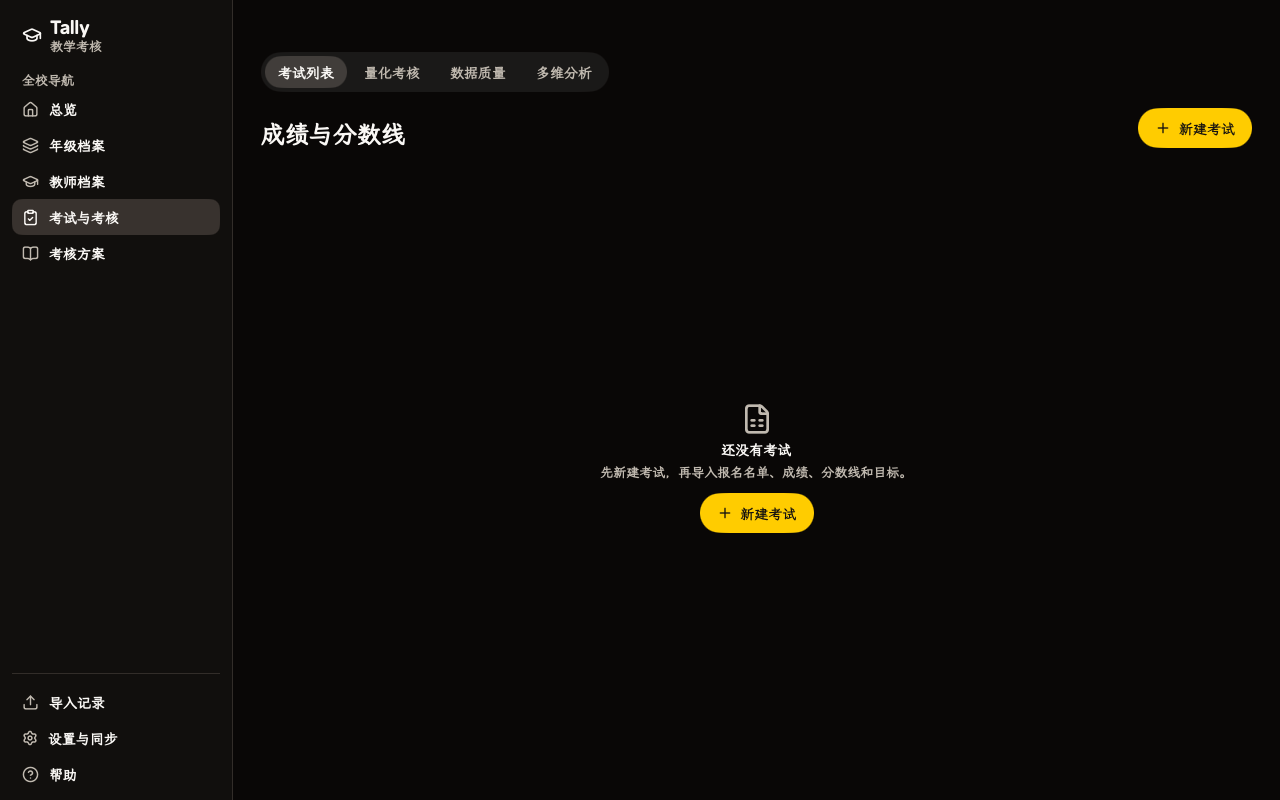 Tally
教学考核
全校导航
总览
年级档案
教师档案
考试与考核
考核方案
导入记录
设置与同步
帮助
考试列表 量化考核 数据质量 多维分析
成绩与分数线
新建考试
还没有考试
先新建考试，再导入报名名单、成绩、分数线和目标。
新建考试